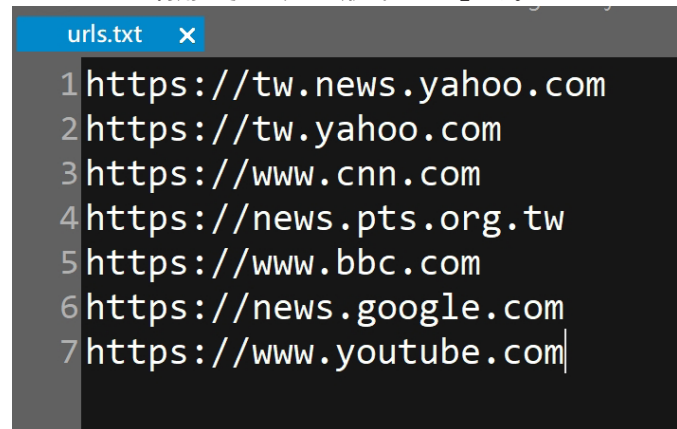 urls.txt ×
1 https://tw.news.yahoo.com
2 https://tw.yahoo.com
3 https://www.cnn.com
4 https://news.pts.org.tw
5 https://www.bbc.com
6 https://news.google.com
7 https://www.youtube.com